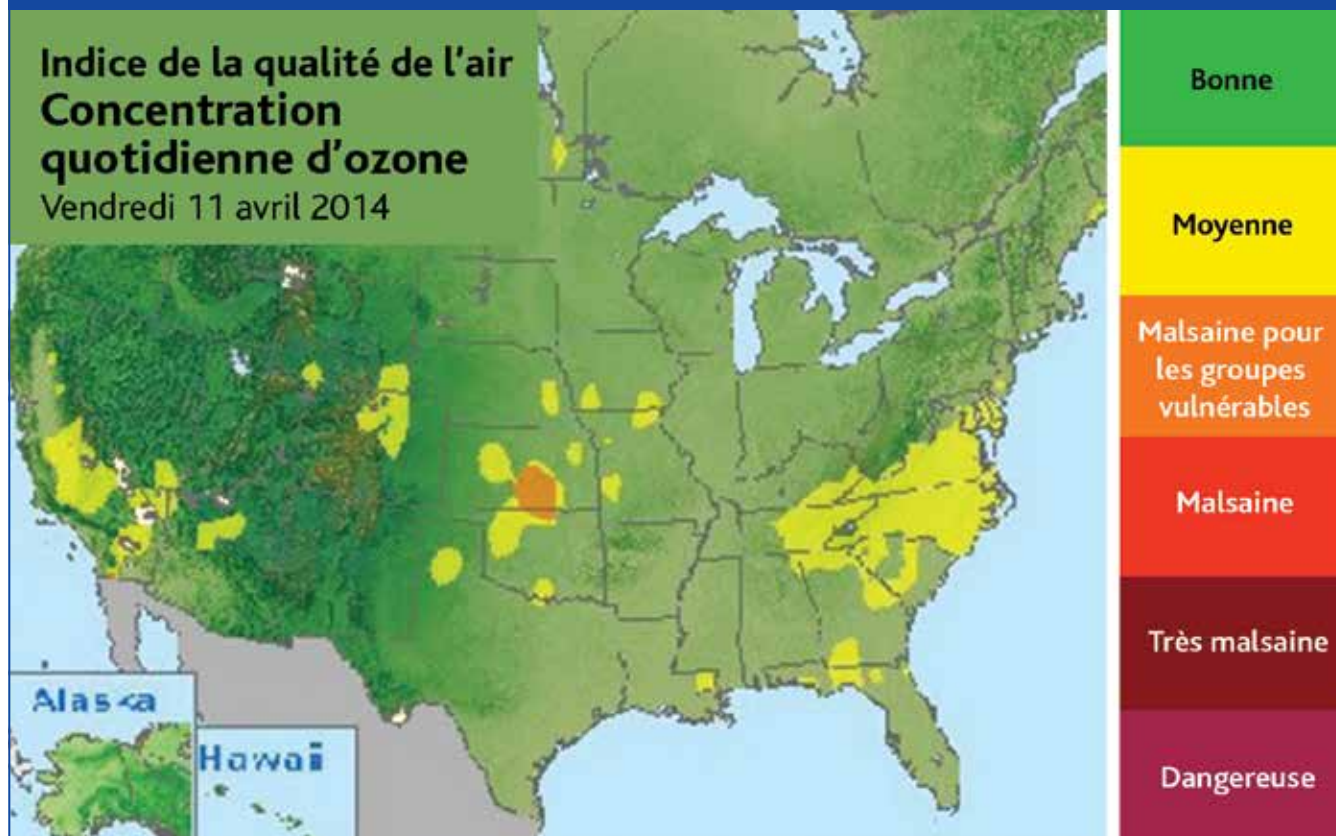 Indice de la qualité de l'air
Concentration
quotidienne d'ozone
Vendredi 11 avril 2014
Bonne
Moyenne
Malsaine pour
les groupes
vulnérables
Malsaine
Très malsaine
Dangereuse
Alaska
Hawaii